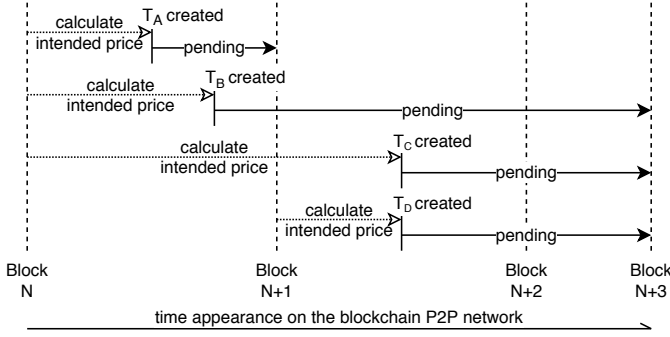 calculate
intended price
T_A created
pending
calculate
intended price
T_B created
pending
calculate
intended price
T_C created
pending
calculate
intended price
T_D created
pending
Block
N
Block
N+1
Block
N+2
Block
N+3
time appearance on the blockchain P2P network